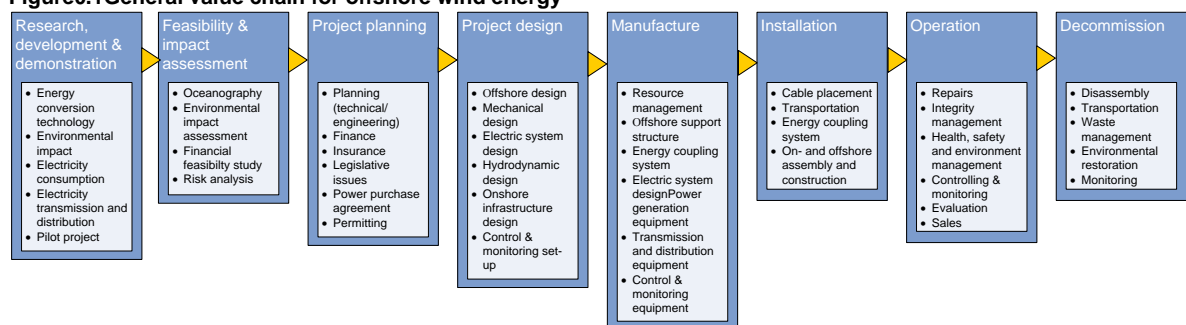 Figure6.1General value chain for offshore wind energy
Research,
development &
demonstration
• Energy
conversion
technology
• Environmental
impact
• Electricity
consumption
• Electricity
transmission and
distribution
• Pilot project
Feasibility &
impact
assessment
• Oceanography
• Environmental
impact
assessment
• Financial
feasibilty study
• Risk analysis
Project planning
• Planning
(technical/
engineering)
• Finance
• Insurance
• Legislative
issues
• Power purchase
agreement
• Permitting
Project design
• Offshore design
• Mechanical
design
• Electric system
design
• Hydrodynamic
design
• Onshore
infrastructure
design
• Control &
monitoring set-
up
Manufacture
• Resource
management
• Offshore support
structure
• Energy coupling
system
• Electric system
designPower
generation
equipment
• Transmission
and distribution
equipment
• Control &
monitoring
equipment
Installation
• Cable placement
• Transportation
• Energy coupling
system
• On- and offshore
assembly and
construction
Operation
• Repairs
• Integrity
management
• Health, safety
and environment
management
• Controlling &
monitoring
• Evaluation
• Sales
Decommission
• Disassembly
• Transportation
• Waste
management
• Environmental
restoration
• Monitoring